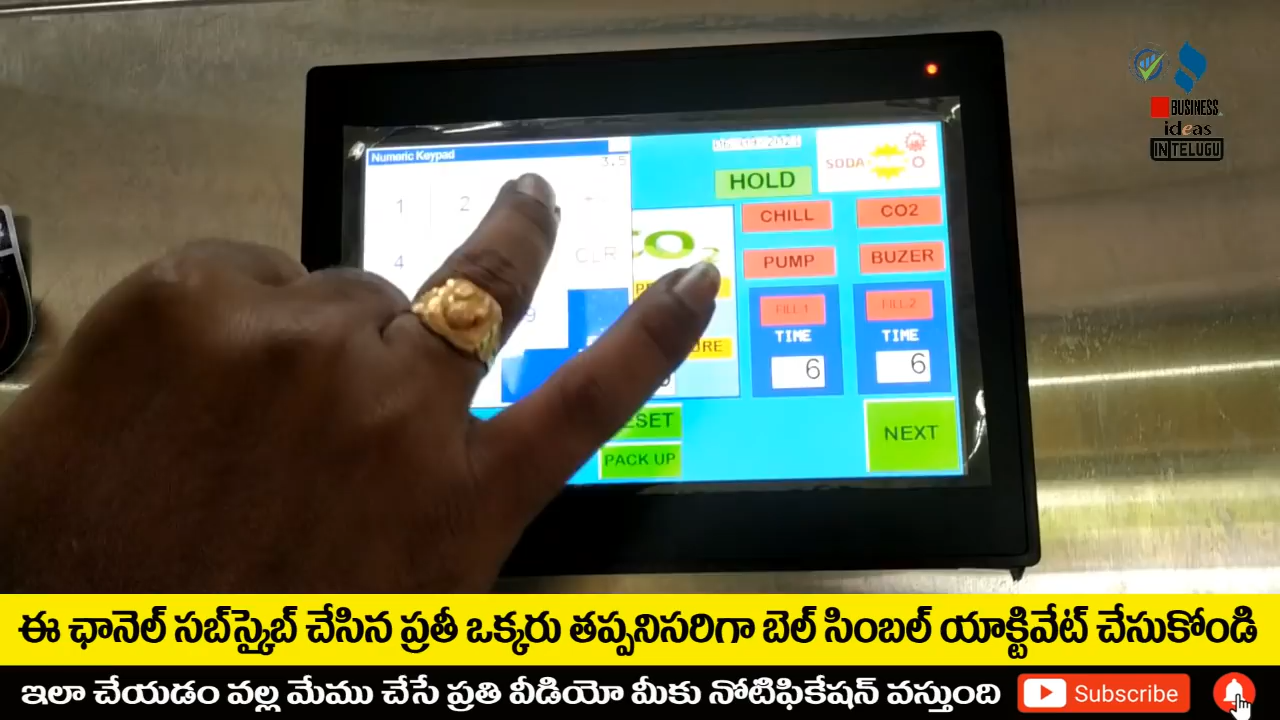 BUSINESS
ideas
IN TELUGU
Numeric Keypad
3.5
1 2
4
CLR
9
HOLD
SODA
CHILL CO2
PUMP BUZER
FILL 1 FILL 2
TIME TIME
6 6
PACK UP
NEXT
ఈ ఛానెల్ సబ్‌స్క్రైబ్ చేసిన ప్రతీ ఒక్కరు తప్పనిసరిగా బెల్ సింబల్ యాక్టివేట్ చేసుకోండి
ఇలా చేయడం వల్ల మేము చేసే ప్రతి వీడియో మీకు నోటిఫికేషన్ వస్తుంది
Subscribe